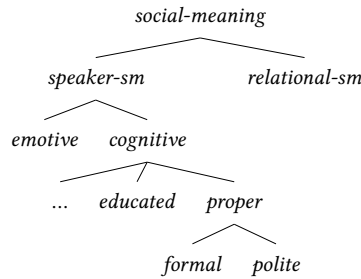 social-meaning
speaker-sm relational-sm
emotive cognitive
... educated proper
formal polite